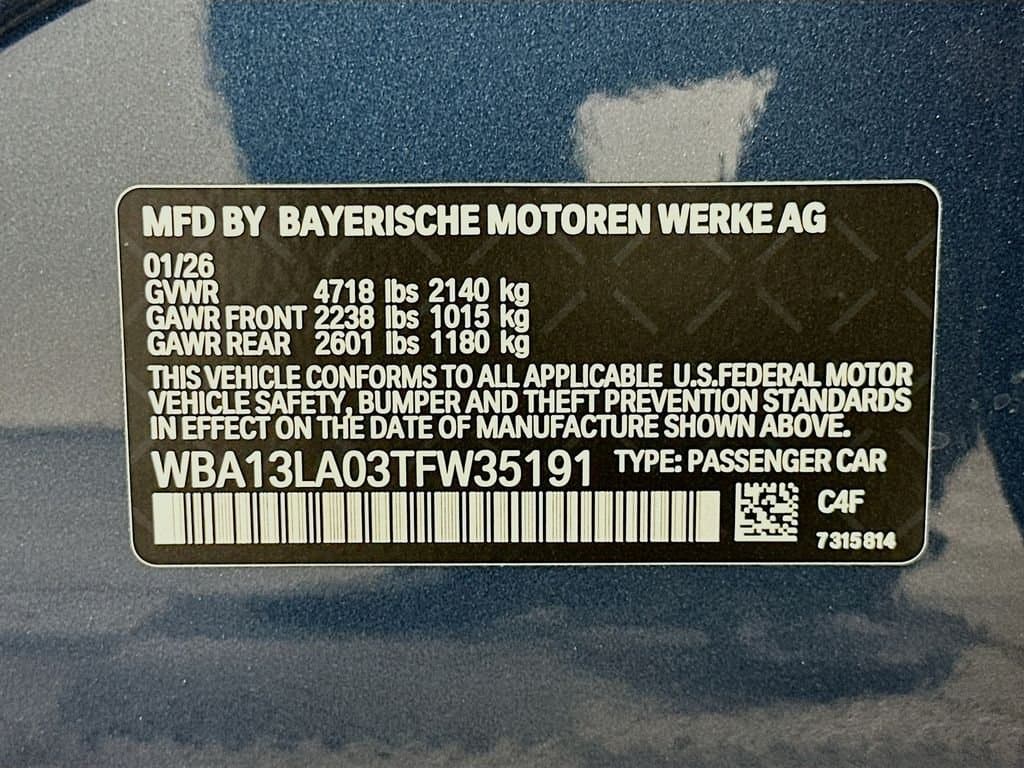 MFD BY BAYERISCHE MOTOREN WERKE AG
01/26
GVWR 4718 lbs 2140 kg
GAWR FRONT 2238 lbs 1015 kg
GAWR REAR 2601 lbs 1180 kg
THIS VEHICLE CONFORMS TO ALL APPLICABLE U.S.FEDERAL MOTOR
VEHICLE SAFETY, BUMPER AND THEFT PREVENTION STANDARDS
IN EFFECT ON THE DATE OF MANUFACTURE SHOWN ABOVE.
WBA13LA03TFW35191 TYPE: PASSENGER CAR
C4F
7315814